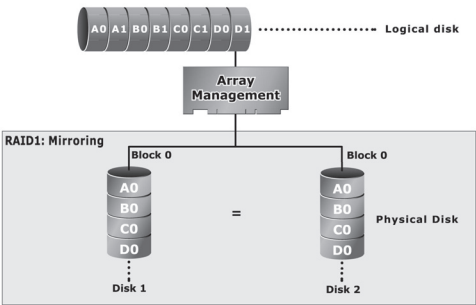 A0 A1 B0 B1 C0 C1 D0 D1 Logical disk
Array
Management
RAID1: Mirroring
Block 0 Block 0
A0 A0
B0 = B0
C0 C0 Physical Disk
D0 D0
Disk 1 Disk 2